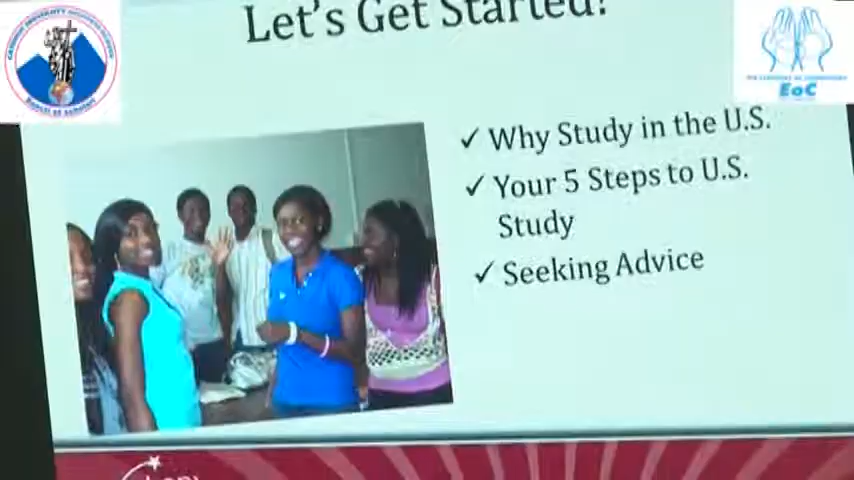 Let's Get Started!
✓ Why Study in the U.S.
✓ Your 5 Steps to U.S.
Study
✓ Seeking Advice
EoC